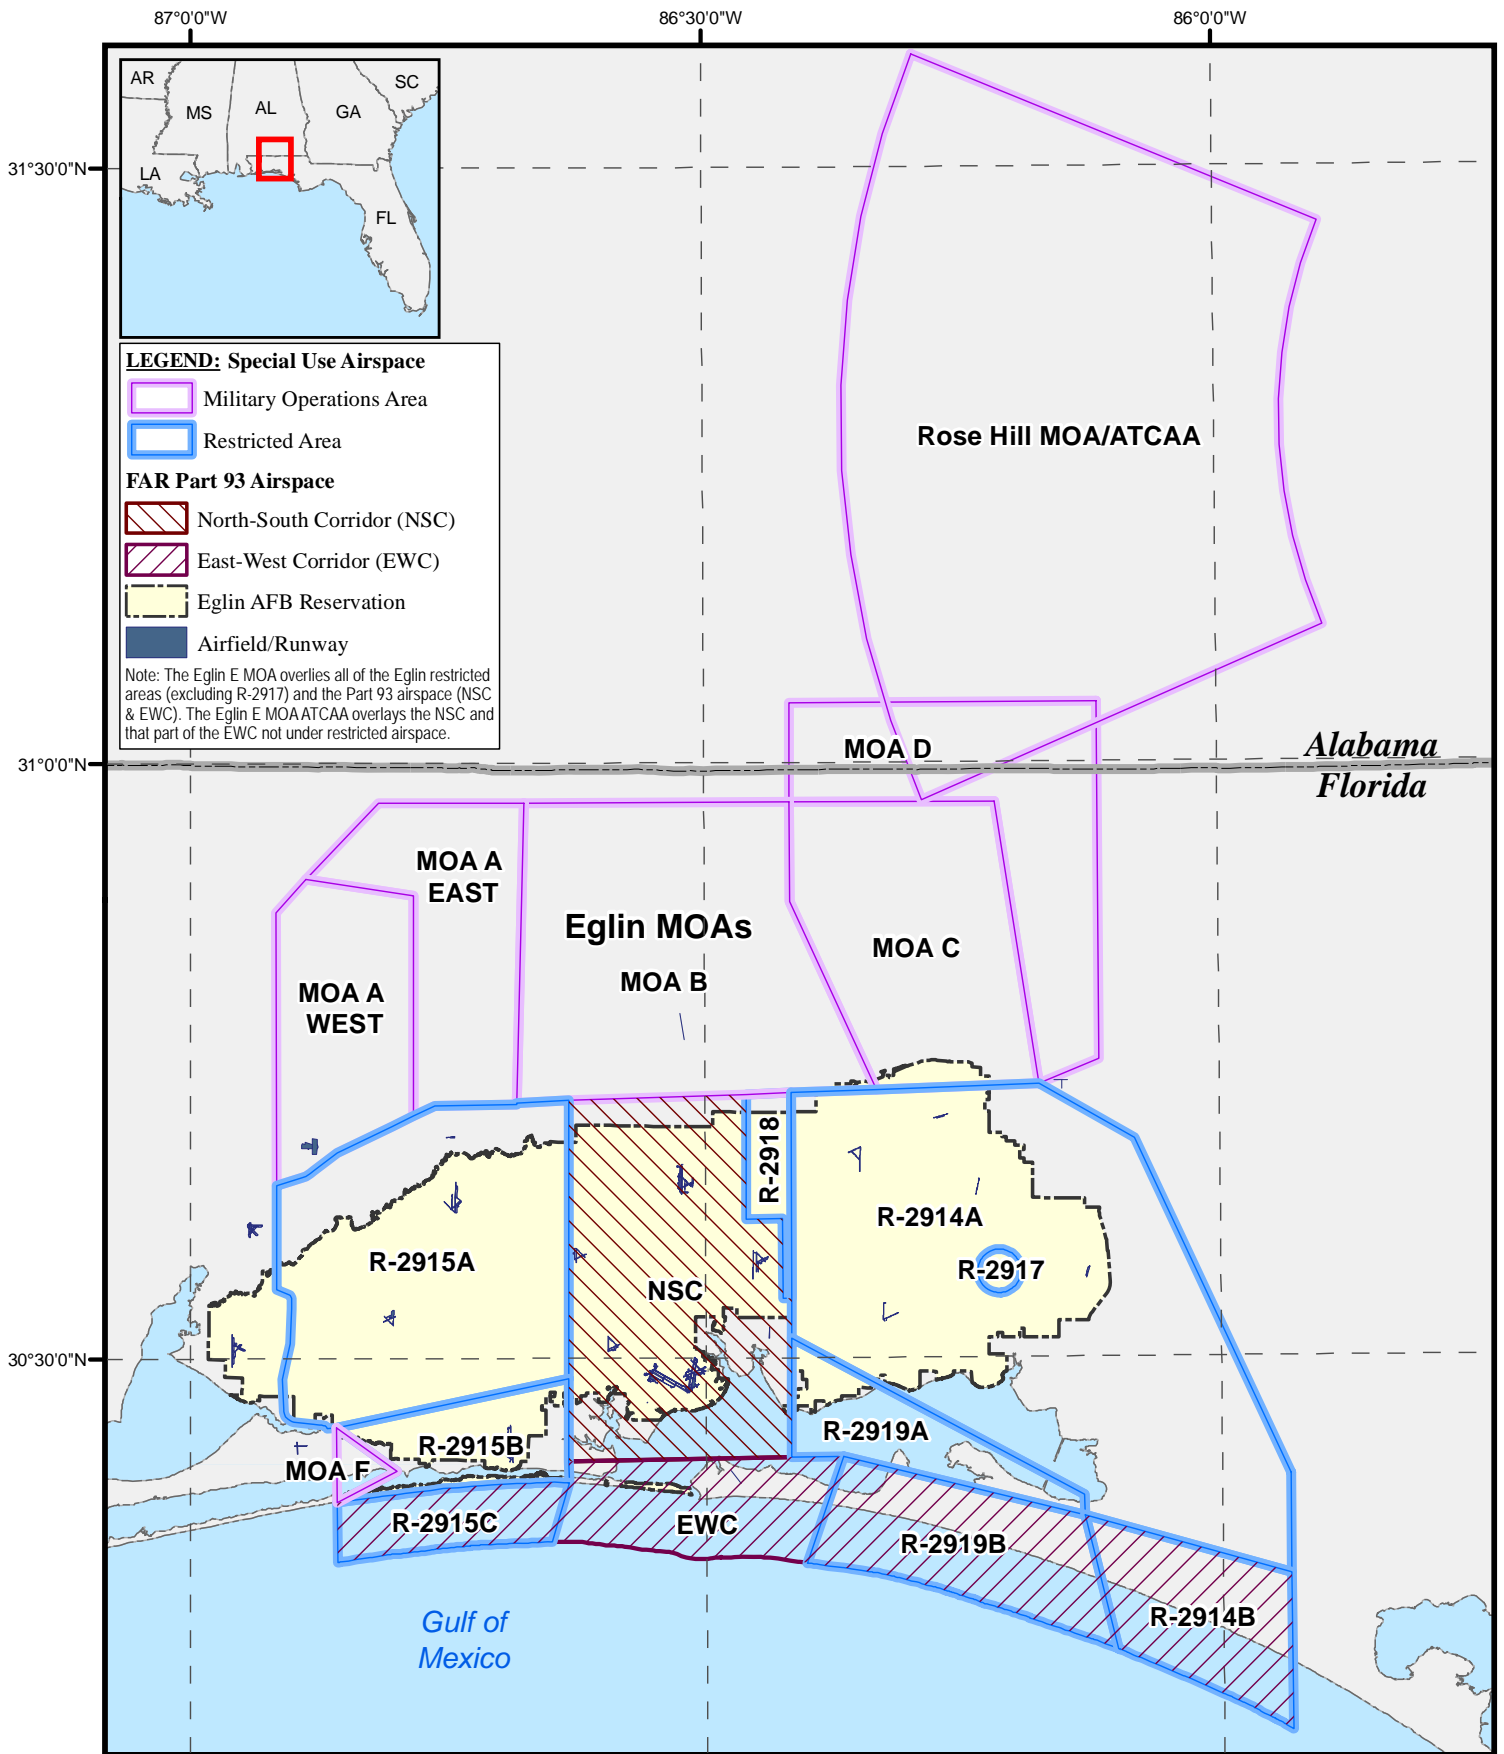 87°0'0"W
86°30'0"W
86°0'0"W
AR
MS
AL
GA
SC
LA
FL
31°30'0"N
LEGEND: Special Use Airspace
Military Operations Area
Restricted Area
FAR Part 93 Airspace
North-South Corridor (NSC)
East-West Corridor (EWC)
Eglin AFB Reservation
Airfield/Runway
Note: The Eglin E MOA overlies all of the Eglin restricted
areas (excluding R-2917) and the Part 93 airspace (NSC
& EWC). The Eglin E MOA ATCAA overlays the NSC and
that part of the EWC not under restricted airspace.
Rose Hill MOA/ATCAA
31°0'0"N
MOA D
Alabama
Florida
MOA A
EAST
Eglin MOAs
MOA B
MOA C
MOA A
WEST
R-2918
R-2914A
R-2915A
R-2917
NSC
30°30'0"N
R-2919A
R-2915B
MOA F
R-2915C
EWC
R-2919B
R-2914B
Gulf of
Mexico